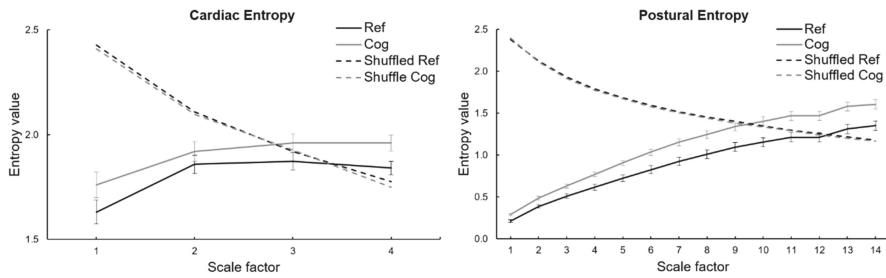 Cardiac Entropy
2.5
2.0
1.5
Entropy value
1 2 3 4
Scale factor
Ref
Cog
Shuffled Ref
Shuffle Cog
Postural Entropy
2.5
2.0
1.5
1.0
0.5
0.0
Entropy value
1 2 3 4 5 6 7 8 9 10 11 12 13 14
Scale factor
Ref
Cog
Shuffled Ref
Shuffled Cog